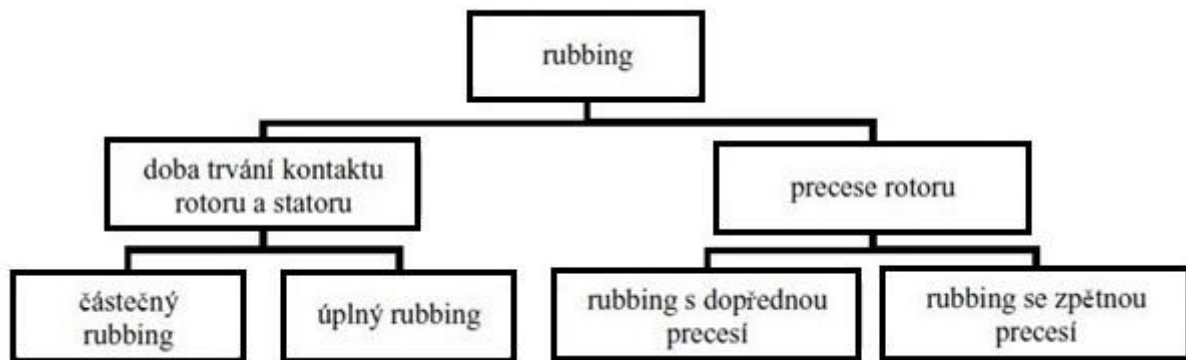 rubbing
doba trvání kontaktu
rotoru a statoru
precese rotoru
částečný
rubbing
úplný rubbing
rubbing s dopřednou
precesí
rubbing se zpětnou
precesí